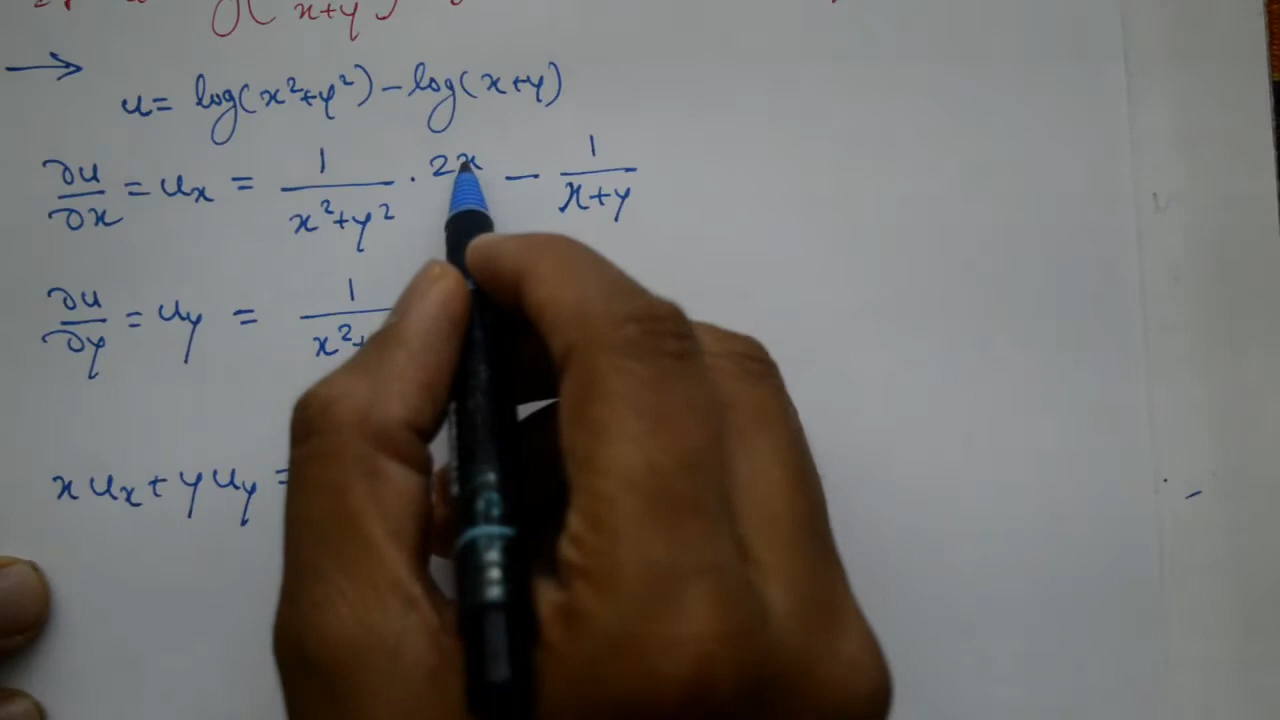 x+y
→ u = log(x²+y²) - log(x+y)
∂u/∂x = uₓ = 1/(x²+y²) . 2x - 1/(x+y)
∂u/∂y = u_y = 1/(x²+
x uₓ + y u_y =